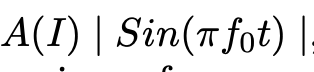 A(I) | Sin(πf₀t) |,